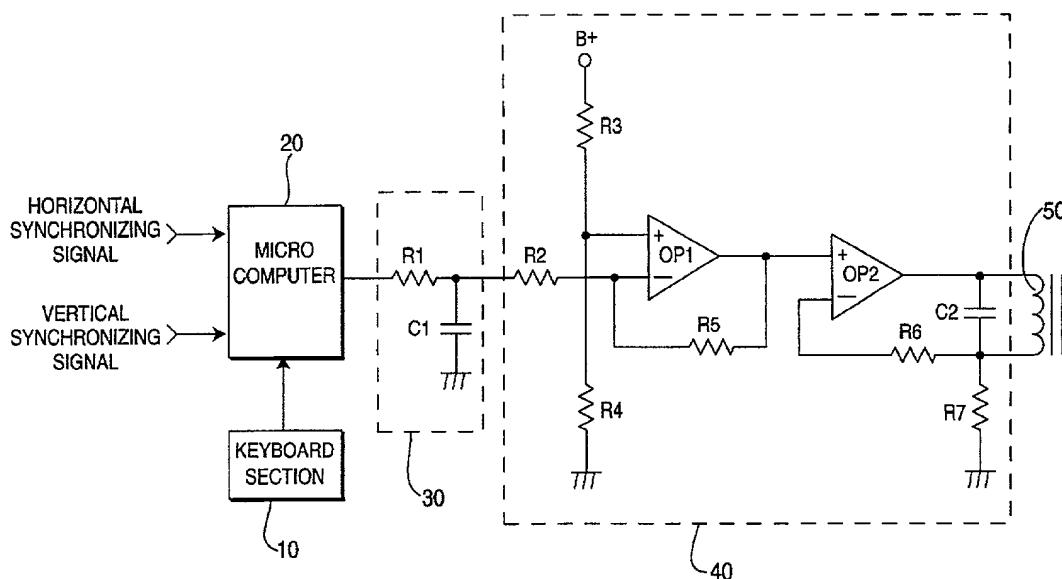 B+
R3
20
HORIZONTAL
SYNCHRONIZING
SIGNAL
MICRO
COMPUTER
R1
R2
+
OP1
−
+
OP2
−
50
C2
VERTICAL
SYNCHRONIZING
SIGNAL
C1
R5
R6
R4
R7
KEYBOARD
SECTION
30
10
40